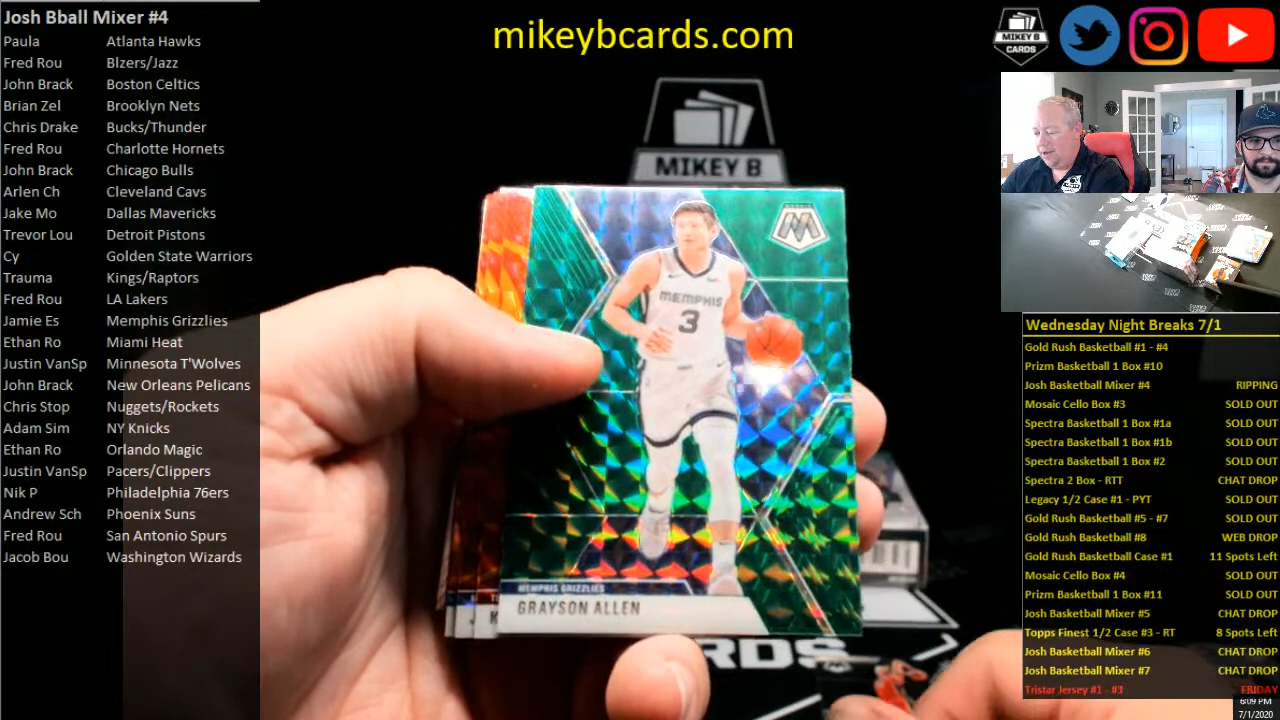 Josh Bball Mixer #4
Paula Atlanta Hawks
Fred Rou Blzers/Jazz
John Brack Boston Celtics
Brian Zel Brooklyn Nets
Chris Drake Bucks/Thunder
Fred Rou Charlotte Hornets
John Brack Chicago Bulls
Arlen Ch Cleveland Cavs
Jake Mo Dallas Mavericks
Trevor Lou Detroit Pistons
Cy Golden State Warriors
Trauma Kings/Raptors
Fred Rou LA Lakers
Jamie Es Memphis Grizzlies
Ethan Ro Miami Heat
Justin VanSp Minnesota T'Wolves
John Brack New Orleans Pelicans
Chris Stop Nuggets/Rockets
Adam Sim NY Knicks
Ethan Ro Orlando Magic
Justin VanSp Pacers/Clippers
Nik P Philadelphia 76ers
Andrew Sch Phoenix Suns
Fred Rou San Antonio Spurs
Jacob Bou Washington Wizards
mikeybcards.com
MIKEY B
MOSAIC
MEMPHIS
3
MEMPHIS GRIZZLIES
GRAYSON ALLEN
CARDS
MIKEY B
CARDS
Wednesday Night Breaks 7/1
Gold Rush Basketball #1 - #4
Prizm Basketball 1 Box #10
Josh Basketball Mixer #4 RIPPING
Mosaic Cello Box #3 SOLD OUT
Spectra Basketball 1 Box #1a SOLD OUT
Spectra Basketball 1 Box #1b SOLD OUT
Spectra Basketball 1 Box #2 SOLD OUT
Spectra 2 Box - RTT CHAT DROP
Legacy 1/2 Case #1 - PYT SOLD OUT
Gold Rush Basketball #5 - #7 SOLD OUT
Gold Rush Basketball #8 WEB DROP
Gold Rush Basketball Case #1 11 Spots Left
Mosaic Cello Box #4 SOLD OUT
Prizm Basketball 1 Box #11 SOLD OUT
Josh Basketball Mixer #5 CHAT DROP
Topps Finest 1/2 Case #3 - RT 8 Spots Left
Josh Basketball Mixer #6 CHAT DROP
Josh Basketball Mixer #7 CHAT DROP
Tristar Jersey #1 - #3 FRIDAY
6:09 PM
7/1/2020